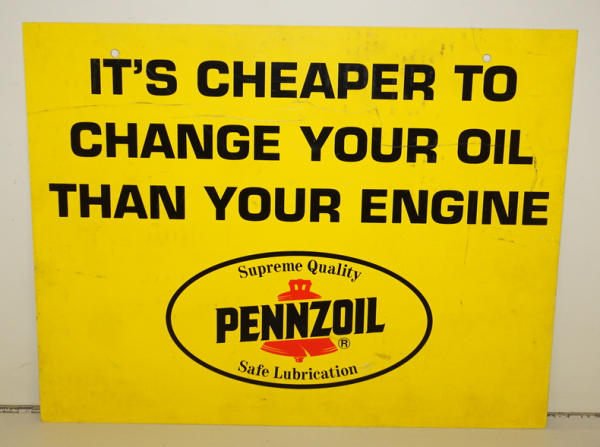 IT'S CHEAPER TO
CHANGE YOUR OIL
THAN YOUR ENGINE
Supreme Quality
PENNZOIL
®
Safe Lubrication